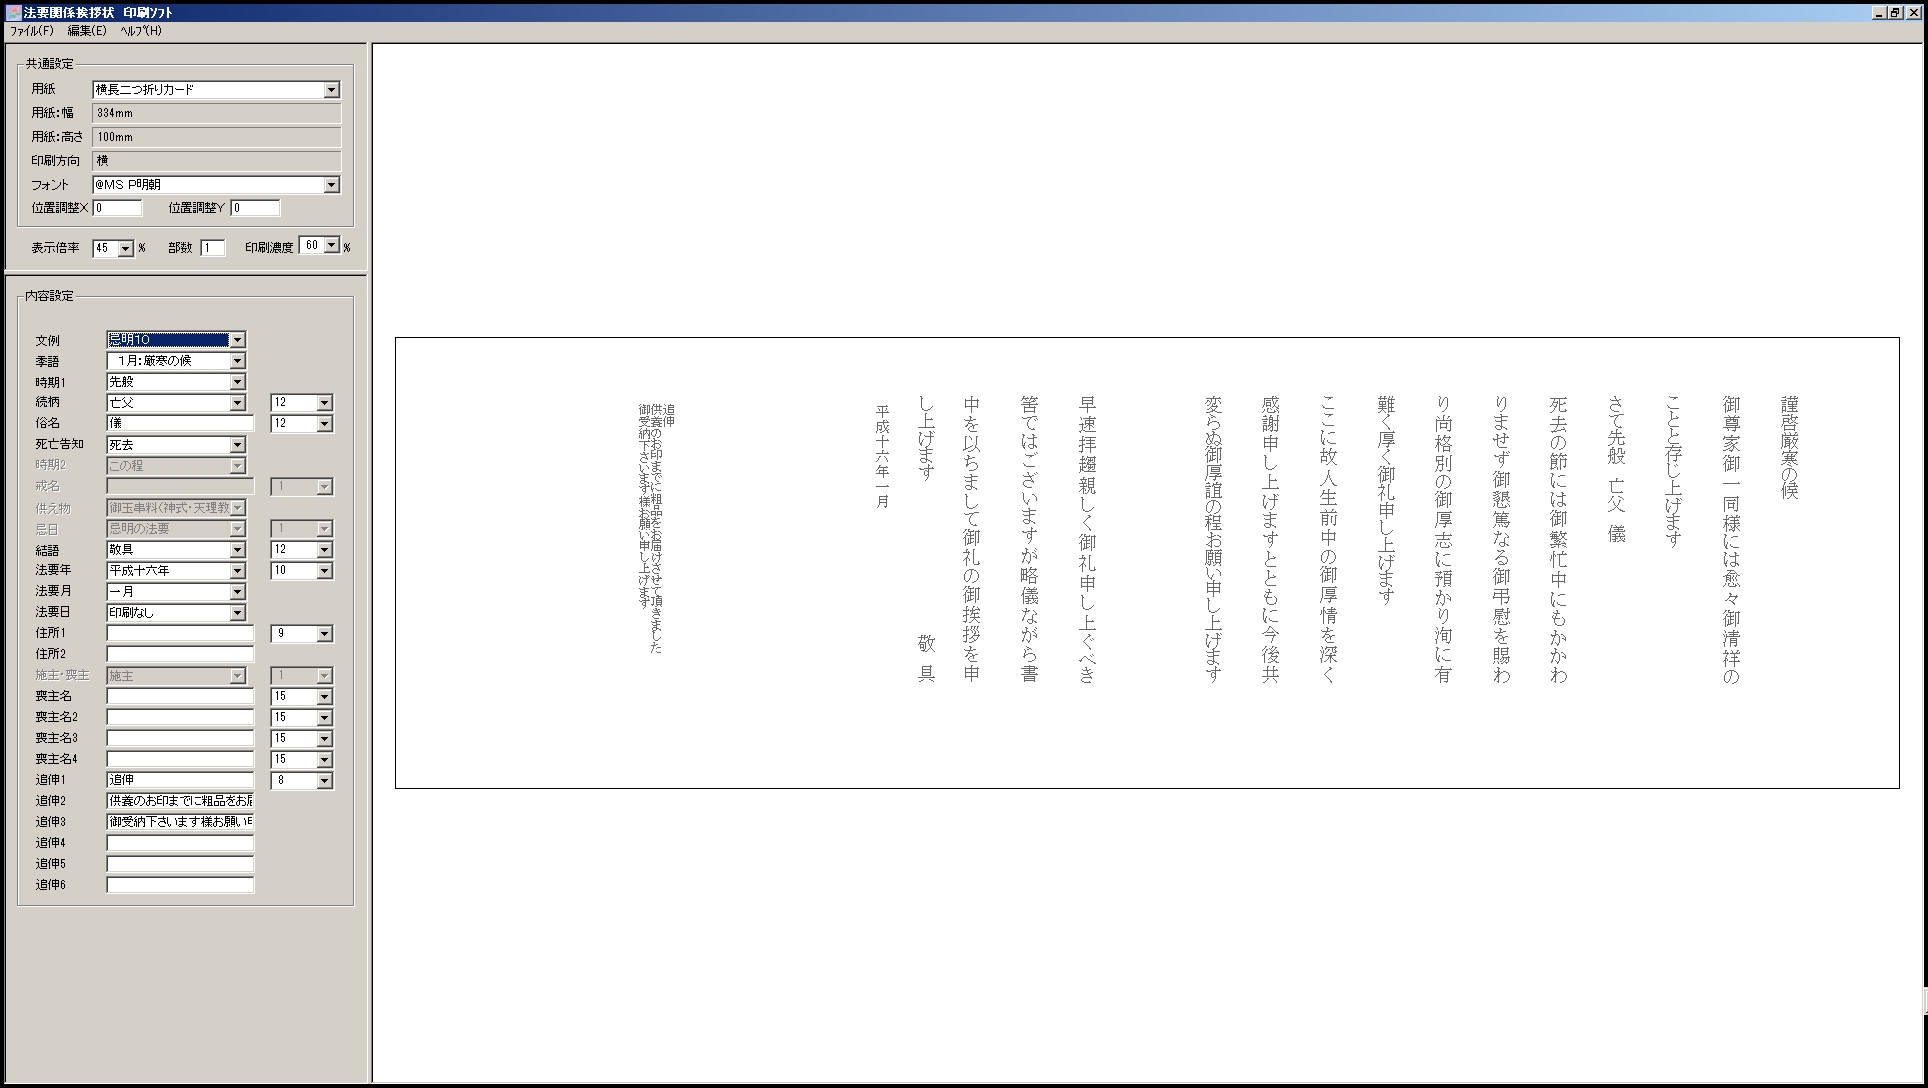 法要関係挨拶状 印刷ソフト
ファイル(F) 編集(E) ヘルプ(H)
共通設定
用紙 横長二つ折りカード
用紙:幅 334mm
用紙:高さ 100mm
印刷方向 横
フォント @MS P明朝
位置調整X 0 位置調整Y 0
表示倍率 45 % 部数 1 印刷濃度 60 %
内容設定
文例 忌明10
季語 1月:厳寒の候
時期1 先般
続柄 亡父 12
俗名 儀 12
死亡告知 死去
時期2 この程
戒名 1
供え物 御玉串料(神式・天理教
忌日 忌明の法要 1
結語 敬具 12
法要年 平成十六年 10
法要月 一月
法要日 印刷なし
住所1 9
住所2
施主・喪主 施主 1
喪主名 15
喪主名2 15
喪主名3 15
喪主名4 15
追伸1 追伸 8
追伸2 供養のお印までに粗品をお届
追伸3 御受納下さいます様お願い申
追伸4
追伸5
追伸6
謹啓厳寒の候
御尊家御一同様には愈々御清祥の
ことと存じ上げます
さて先般 亡父 儀
死去の節には御繁忙中にもかかわ
りませず御懇篤なる御弔慰を賜わ
り尚格別の御厚志に預かり洵に有
難く厚く御礼申し上げます
ここに故人生前中の御厚情を深く
感謝申し上げますとともに今後共
変らぬ御厚誼の程お願い申し上げます
早速拝趨親しく御礼申し上ぐべき
筈ではございますが略儀ながら書
中を以ちまして御礼の御挨拶を申
し上げます 敬 具
平成十六年一月
追伸
供養のお印までに粗品をお届けさせて頂きました
御受納下さいます様お願い申し上げます